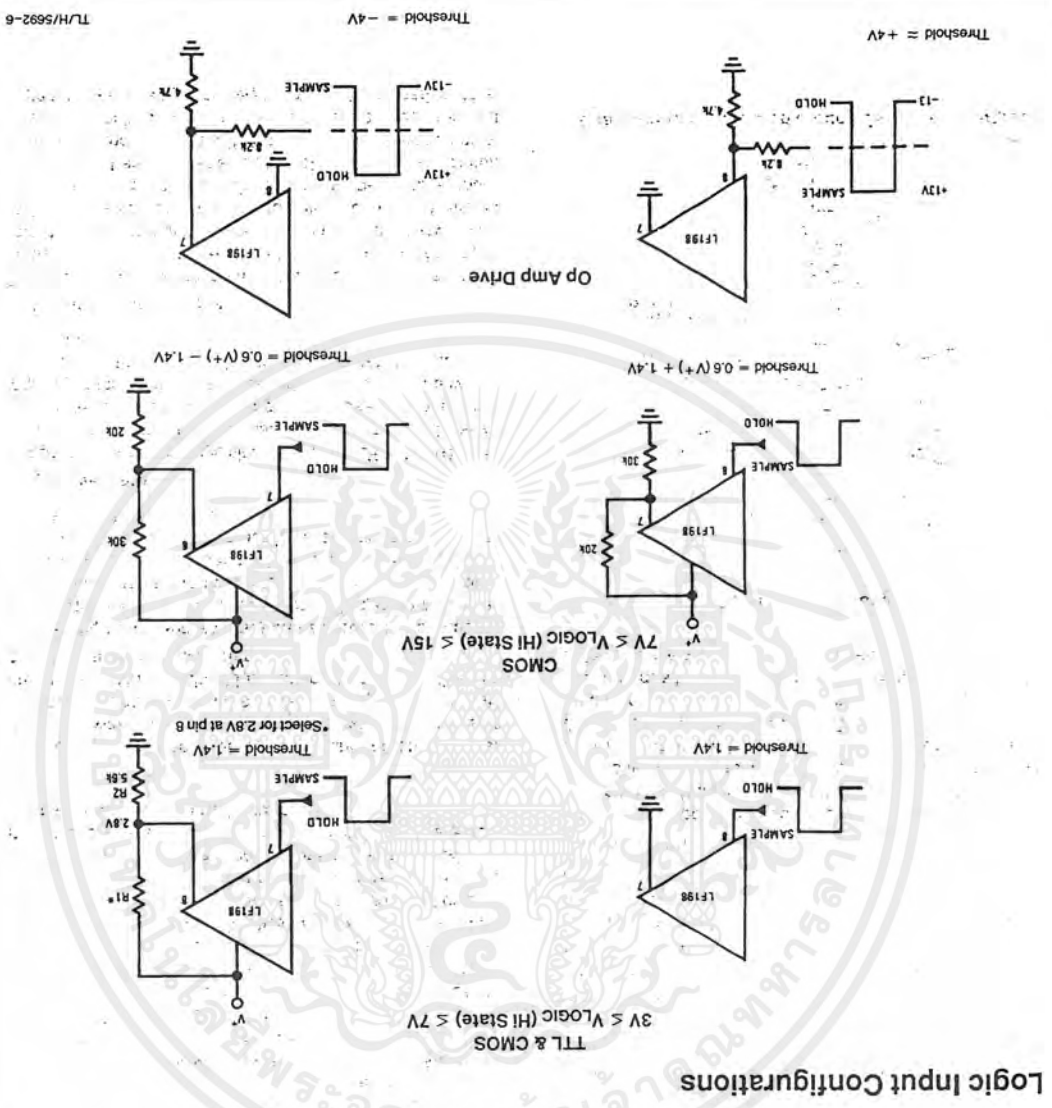 Logic Input Configurations
TTL & CMOS
3V ≤ VLOGIC (Hi State) ≤ 7V
V+
LF198
8
7
R1*
2.8V
R2
5.6k
HOLD
SAMPLE
Threshold = 1.4V
*Select for 2.8V at pin 8
LF198
8
7
SAMPLE
HOLD
Threshold = 1.4V
CMOS
7V ≤ VLOGIC (Hi State) ≤ 15V
V+
LF198
7
30k
20k
HOLD
SAMPLE
Threshold = 0.6 (V+) − 1.4V
V+
LF198
8
7
20k
30k
SAMPLE
HOLD
Threshold = 0.6 (V+) + 1.4V
Op Amp Drive
LF198
7
8
+13V
−13V
HOLD
SAMPLE
8.2k
4.7k
Threshold = −4V
LF198
8
7
+13V
−13
SAMPLE
HOLD
8.2k
4.7k
Threshold = +4V
TL/H/5692-6